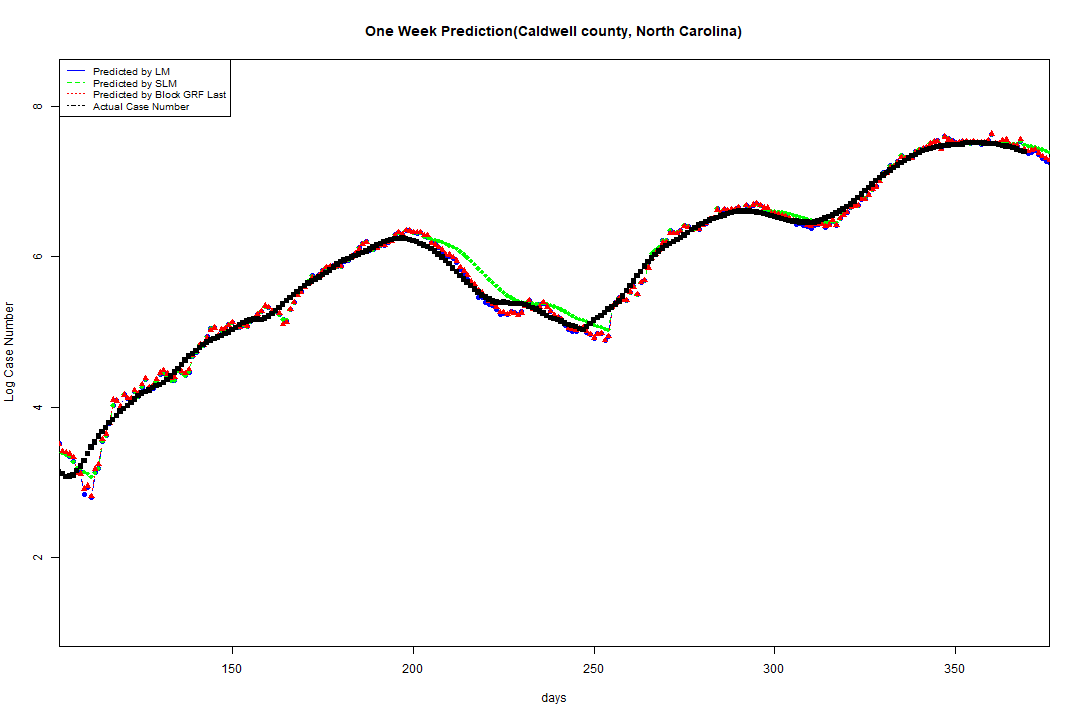 One Week Prediction(Caldwell county, North Carolina)
Predicted by LM
Predicted by SLM
Predicted by Block GRF Last
Actual Case Number
8
6
4
2
Log Case Number
150 200 250 300 350
days